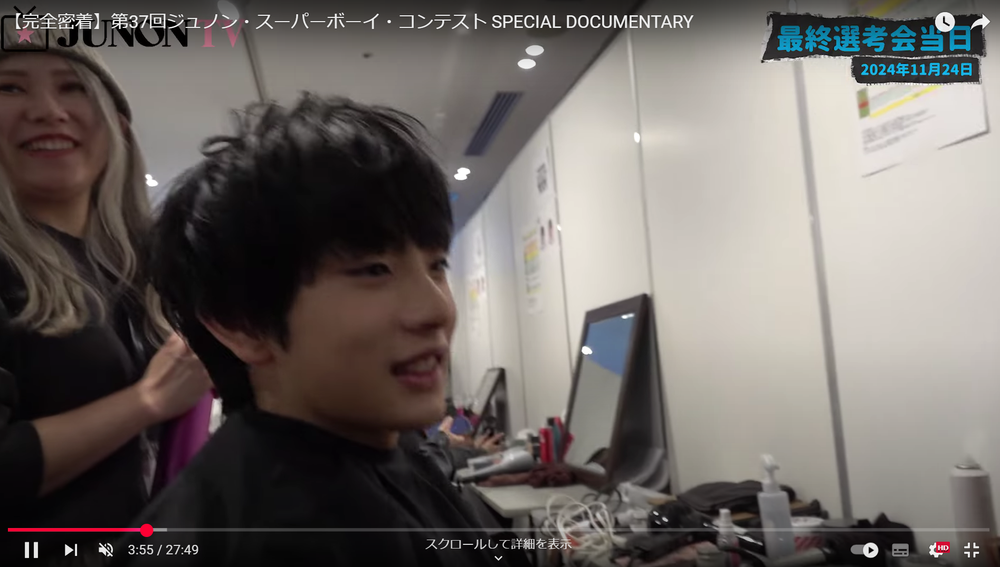 【完全密着】第37回ジュノン・スーパーボーイ・コンテスト SPECIAL DOCUMENTARY
JUNON TV
最終選考会当日
2024年11月24日
3:55 / 27:49
スクロールして詳細を表示
HD